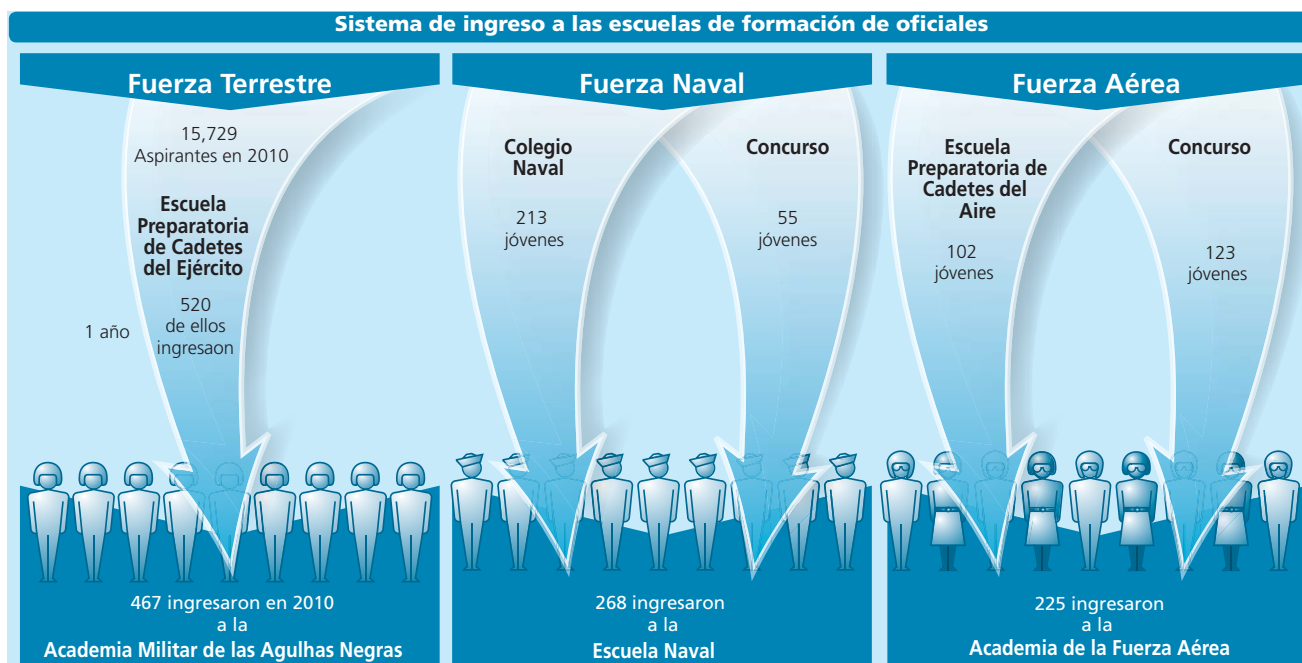 Sistema de ingreso a las escuelas de formación de oficiales
Fuerza Terrestre
15,729
Aspirantes en 2010
Escuela
Preparatoria
de Cadetes
del Ejército
520
de ellos
ingresaon
1 año
467 ingresaron en 2010
a la
Academia Militar de las Agulhas Negras
Fuerza Naval
Colegio
Naval
213
jóvenes
Concurso
55
jóvenes
268 ingresaron
a la
Escuela Naval
Fuerza Aérea
Escuela
Preparatoria de
Cadetes del
Aire
102
jóvenes
Concurso
123
jóvenes
225 ingresaron
a la
Academia de la Fuerza Aérea